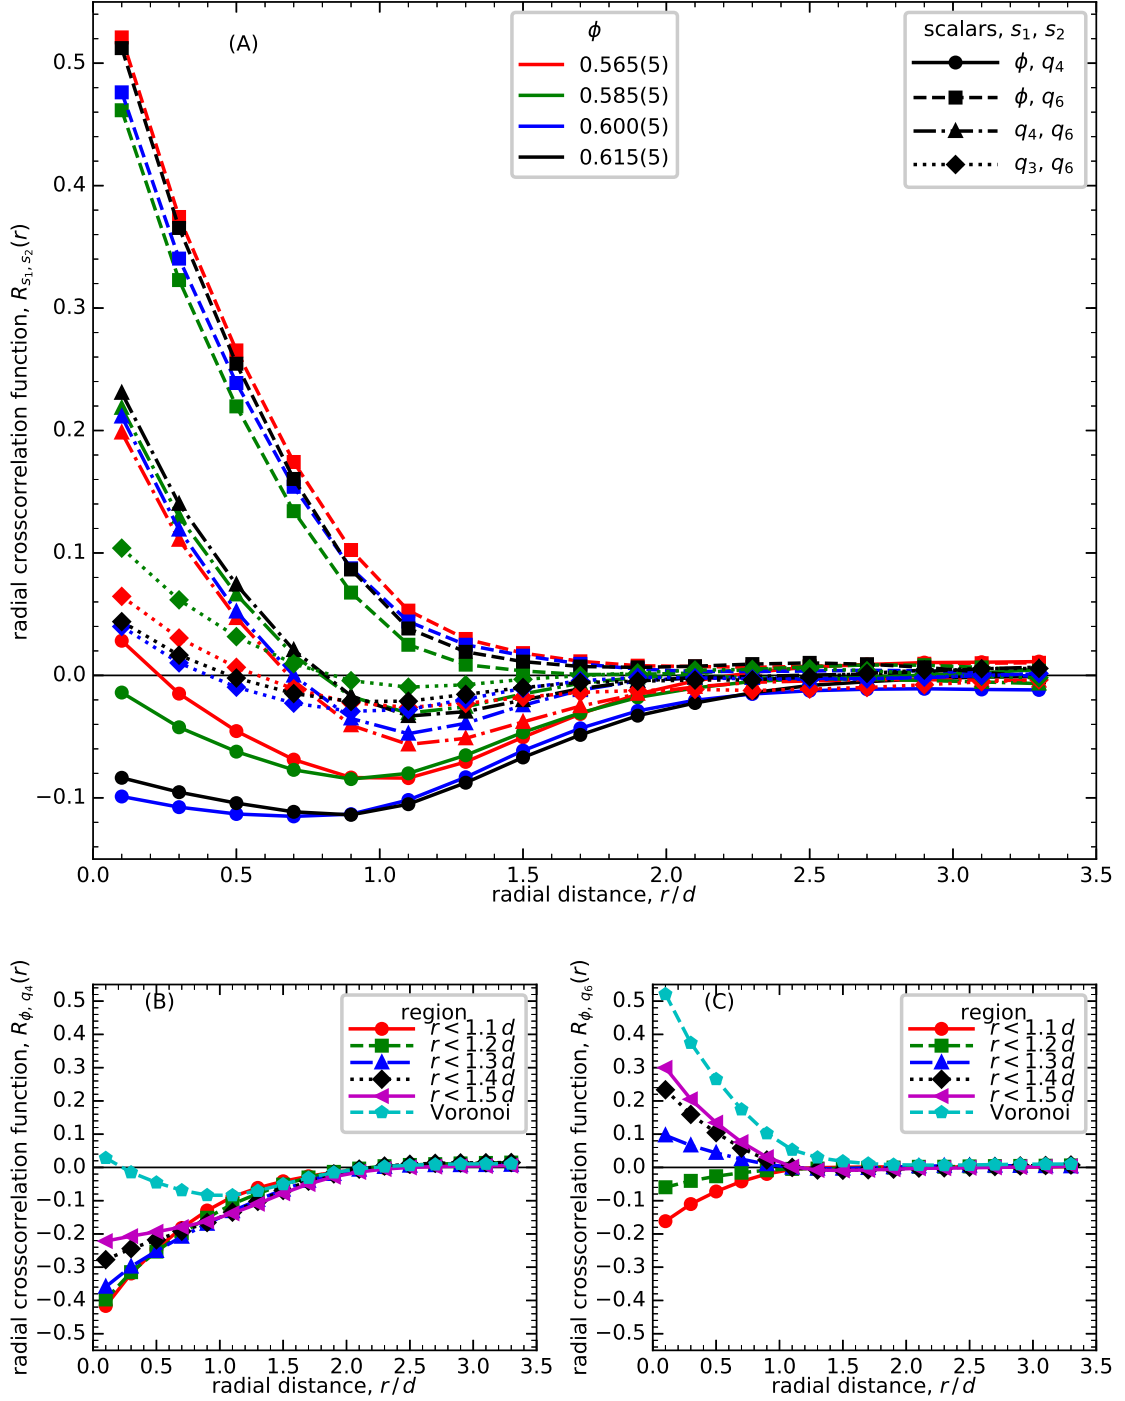 (A)
ϕ
0.565(5)
0.585(5)
0.600(5)
0.615(5)
scalars, s₁, s₂
ϕ, q₄
ϕ, q₆
q₄, q₆
q₃, q₆
radial crosscorrelation function, R_{s₁, s₂}(r)
0.5
0.4
0.3
0.2
0.1
0.0
−0.1
0.0 0.5 1.0 1.5 2.0 2.5 3.0 3.5
radial distance, r/d
(B)
region
r < 1.1 d
r < 1.2 d
r < 1.3 d
r < 1.4 d
r < 1.5 d
Voronoi
radial crosscorrelation function, R_{ϕ, q₄}(r)
0.5
0.4
0.3
0.2
0.1
0.0
−0.1
−0.2
−0.3
−0.4
−0.5
0.0 0.5 1.0 1.5 2.0 2.5 3.0 3.5
radial distance, r/d
(C)
region
r < 1.1 d
r < 1.2 d
r < 1.3 d
r < 1.4 d
r < 1.5 d
Voronoi
radial crosscorrelation function, R_{ϕ, q₆}(r)
0.5
0.4
0.3
0.2
0.1
0.0
−0.1
−0.2
−0.3
−0.4
−0.5
0.0 0.5 1.0 1.5 2.0 2.5 3.0 3.5
radial distance, r/d